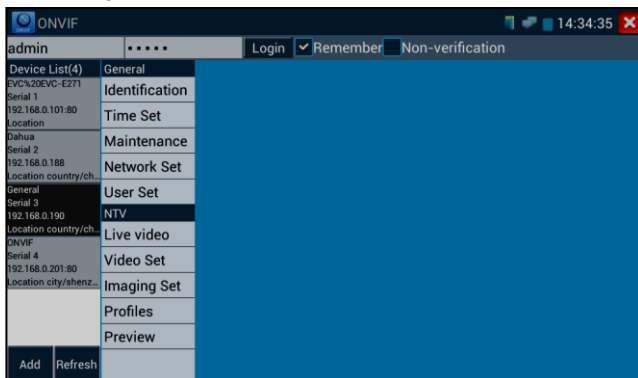 ONVIF
14:34:35
admin
•••••
Login
Remember
Non-verification
Device List(4)
EVC%20EVC-E271
Serial 1
192.168.0.101:80
Location
Dahua
Serial 2
192.168.0.188
Location country/ch...
General
Serial 3
192.168.0.190
Location country/ch...
ONVIF
Serial 4
192.168.0.201:80
Location city/shenz...
Add
Refresh
General
Identification
Time Set
Maintenance
Network Set
User Set
NTV
Live video
Video Set
Imaging Set
Profiles
Preview